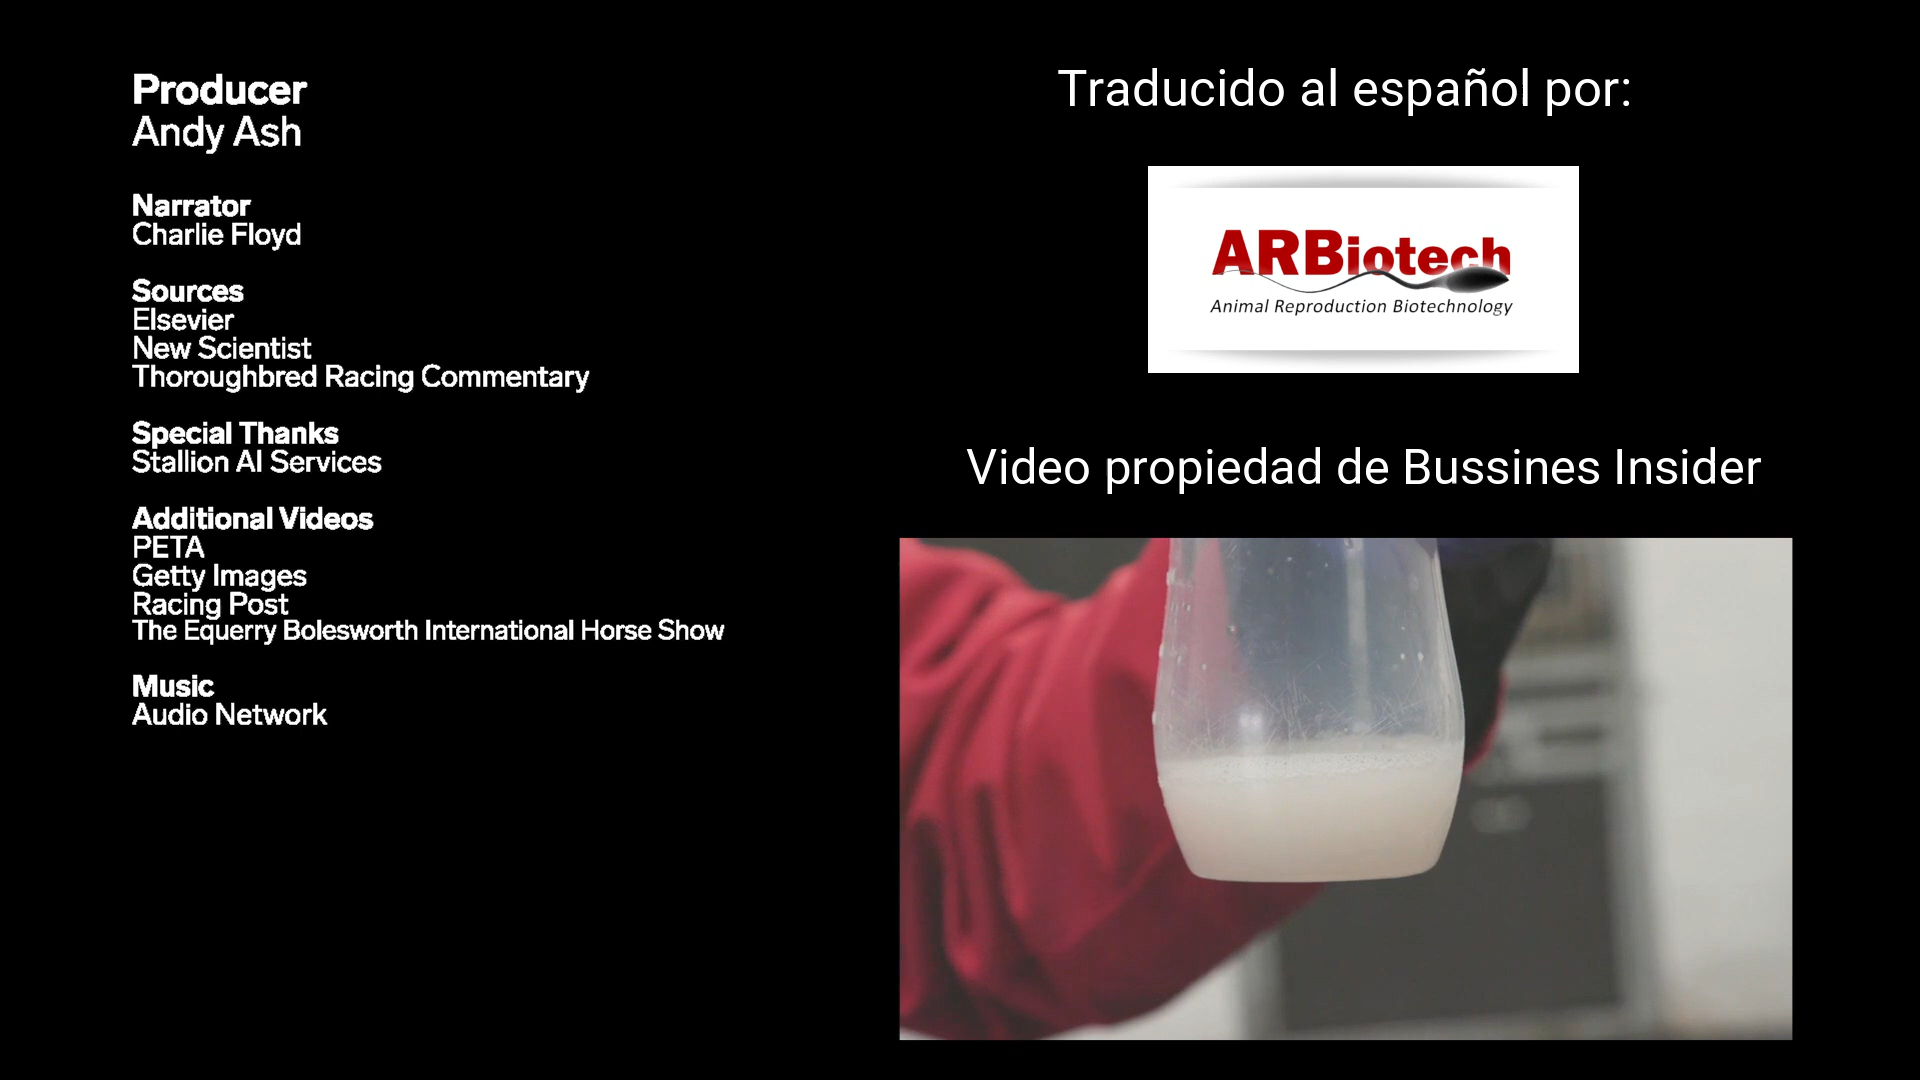 Producer
Andy Ash
Narrator
Charlie Floyd
Sources
Elsevier
New Scientist
Thoroughbred Racing Commentary
Special Thanks
Stallion AI Services
Additional Videos
PETA
Getty Images
Racing Post
The Equerry Bolesworth International Horse Show
Music
Audio Network
Traducido al español por:
ARBiotech
Animal Reproduction Biotechnology
Video propiedad de Bussines Insider